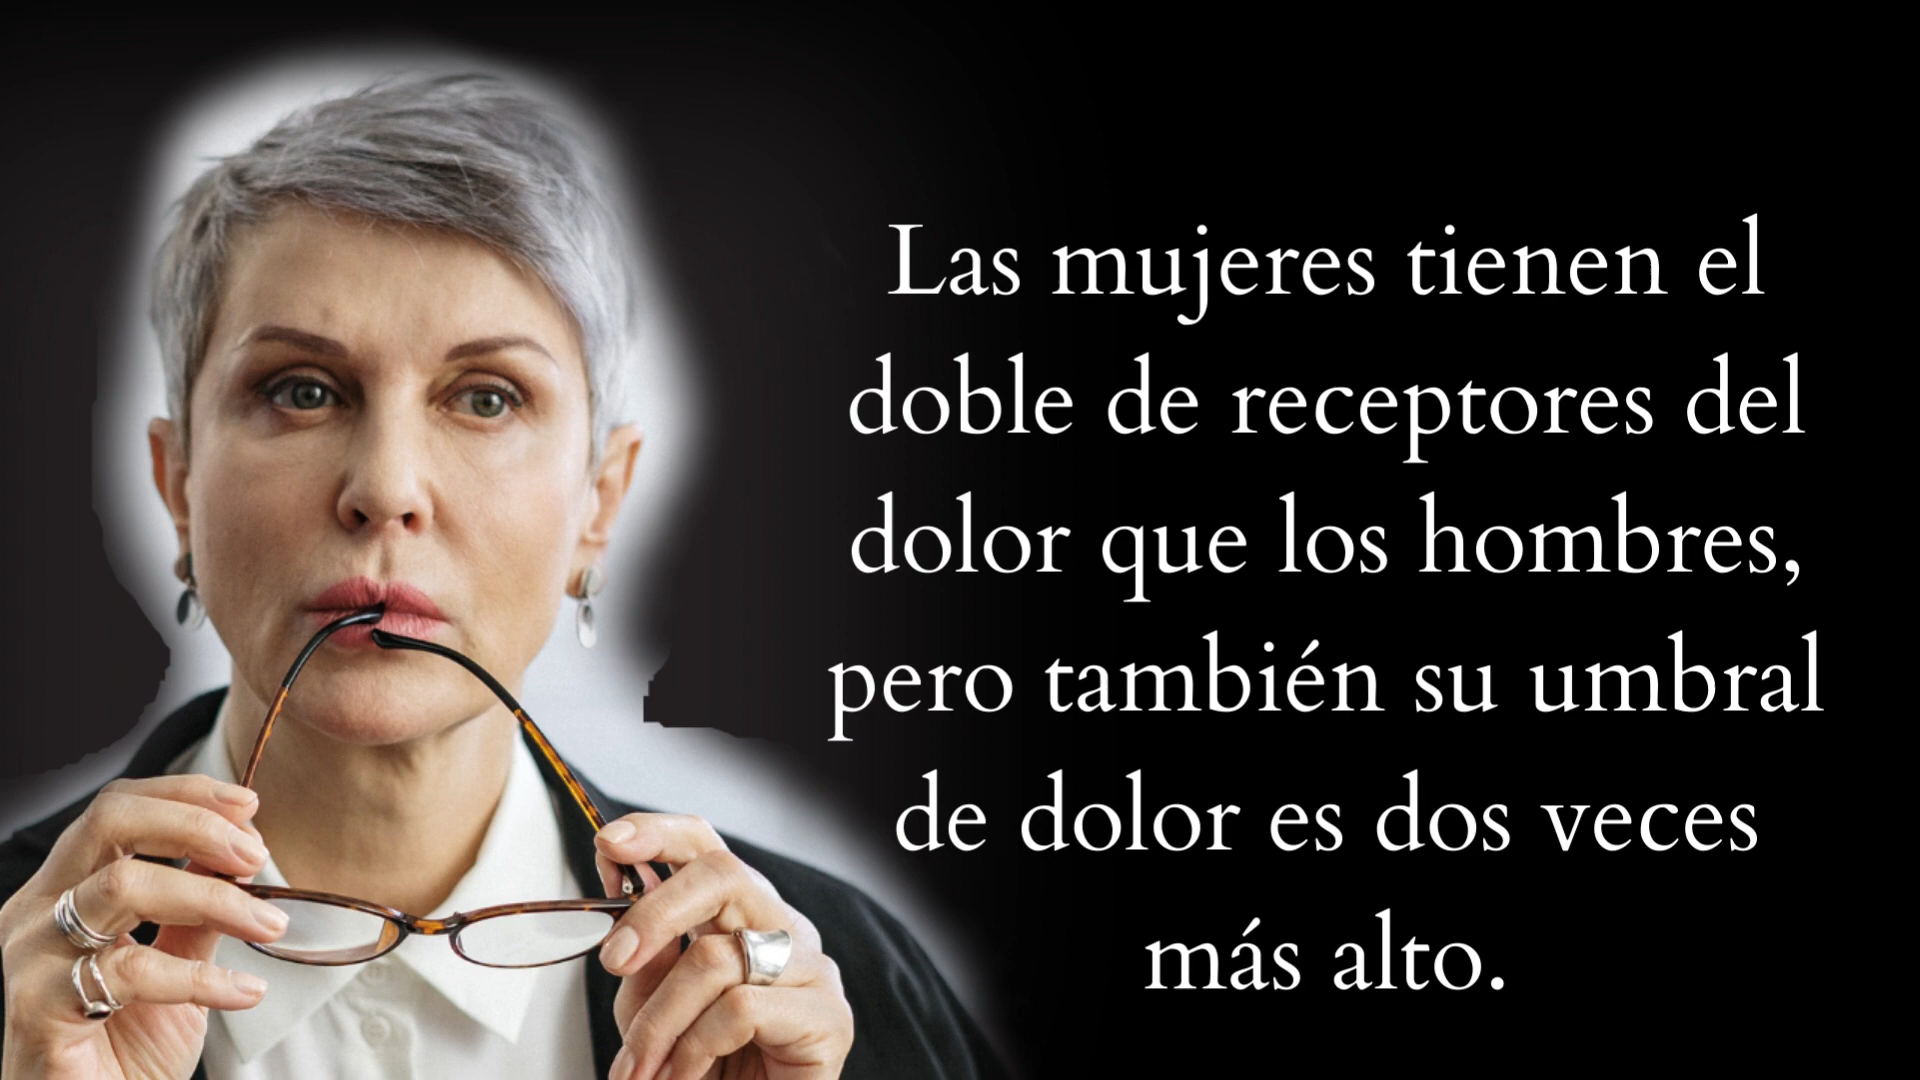 Las mujeres tienen el
doble de receptores del
dolor que los hombres,
pero también su umbral
de dolor es dos veces
más alto.